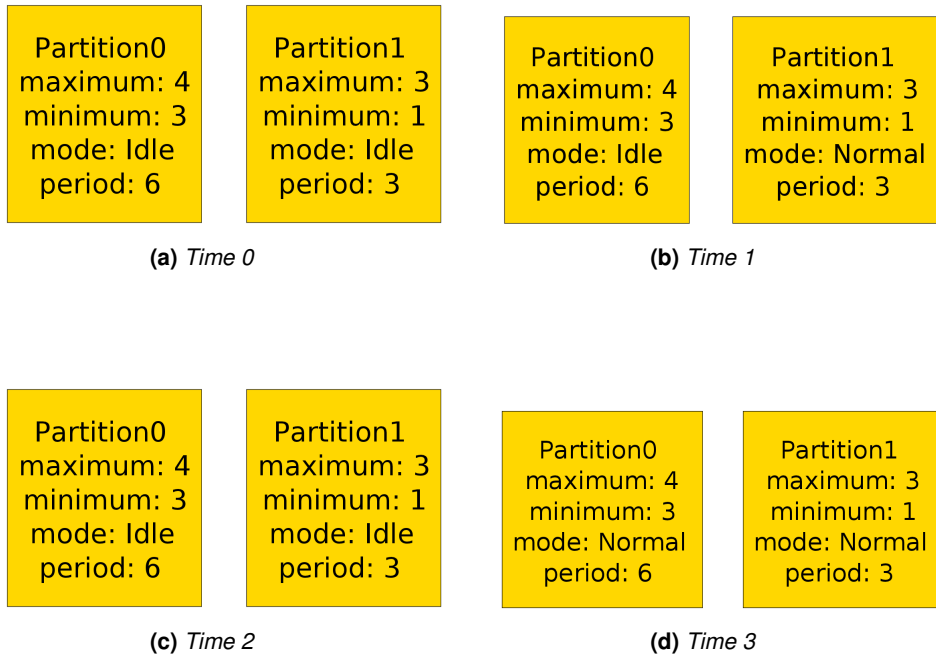 Partition0
maximum: 4
minimum: 3
mode: Idle
period: 6
Partition1
maximum: 3
minimum: 1
mode: Idle
period: 3
(a) Time 0
Partition0
maximum: 4
minimum: 3
mode: Idle
period: 6
Partition1
maximum: 3
minimum: 1
mode: Normal
period: 3
(b) Time 1
Partition0
maximum: 4
minimum: 3
mode: Idle
period: 6
Partition1
maximum: 3
minimum: 1
mode: Idle
period: 3
(c) Time 2
Partition0
maximum: 4
minimum: 3
mode: Normal
period: 6
Partition1
maximum: 3
minimum: 1
mode: Normal
period: 3
(d) Time 3